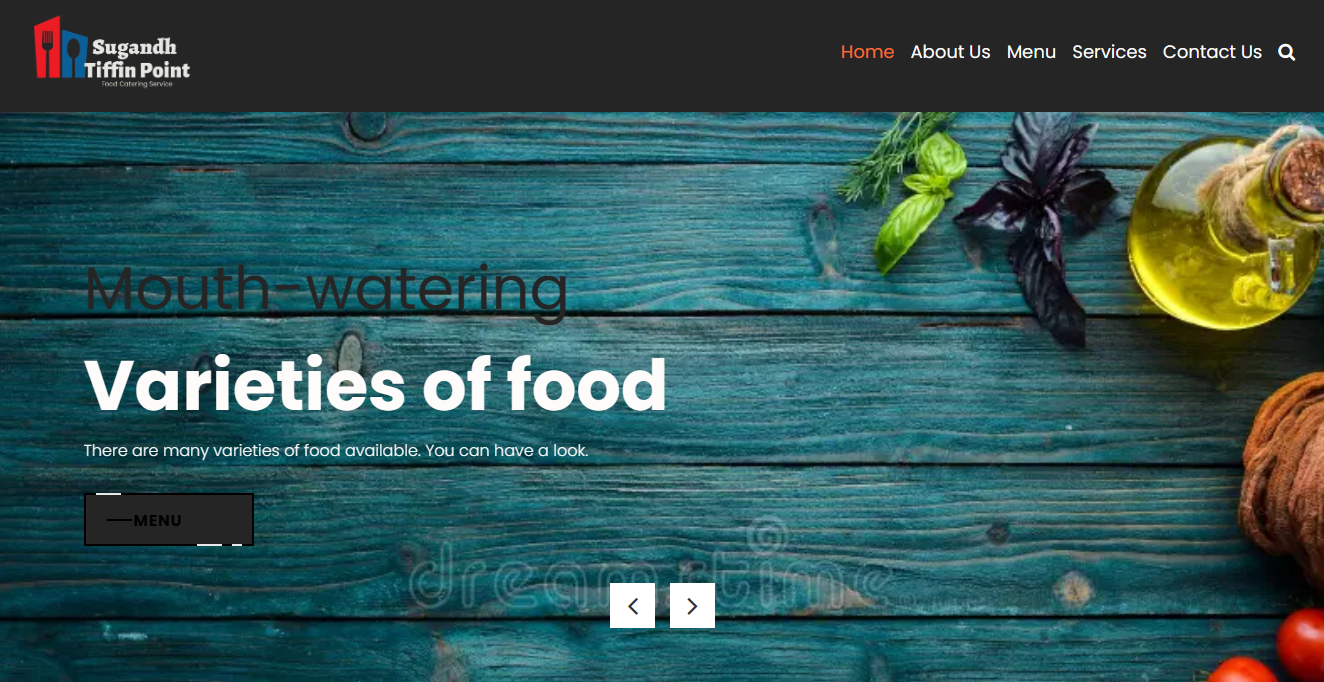 Sugandh
Tiffin Point
Food Catering Service
Home About Us Menu Services Contact Us
Mouth-watering
Varieties of food
There are many varieties of food available. You can have a look.
MENU
dreamstime